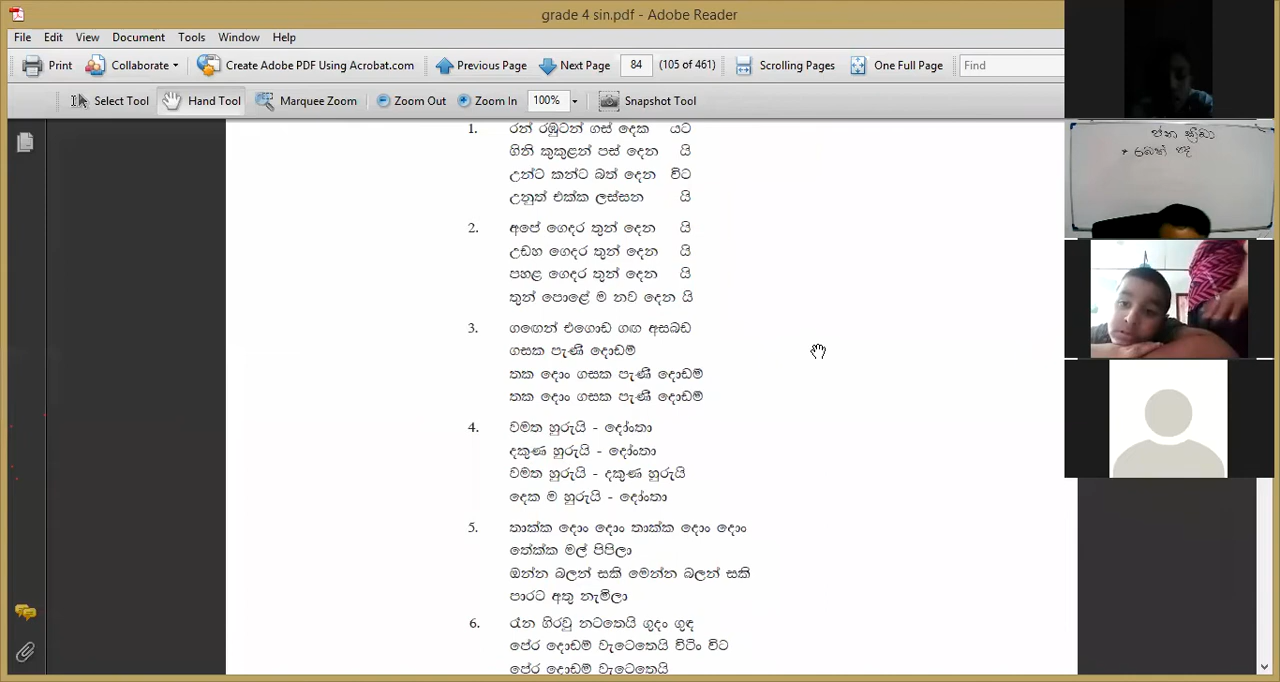 grade 4 sin.pdf - Adobe Reader
File Edit View Document Tools Window Help
Print Collaborate Create Adobe PDF Using Acrobat.com Previous Page Next Page 84 (105 of 461) Scrolling Pages One Full Page Find
Select Tool Hand Tool Marquee Zoom Zoom Out Zoom In 100% Snapshot Tool
1. රන් රඹුටන් ගස් දෙක යට
ගිනි කුකුළන් පස් දෙන යි
උන්ට කන්ට බත් දෙන විට
උනුත් එක්ක ලස්සන යි
2. අපේ ගෙදර තුන් දෙන යි
උඩහ ගෙදර තුන් දෙන යි
පහළ ගෙදර තුන් දෙන යි
තුන් පොළේ ම නව දෙන යි
3. ගඟෙන් එගොඩ ගඟ අසබඩ
ගසක පැණි දොඩම්
තක දොං ගසක පැණි දොඩම්
තක දොං ගසක පැණි දොඩම්
4. වමත හුරුයි - දෝංතා
දකුණ හුරුයි - දෝංතා
වමත හුරුයි - දකුණ හුරුයි
දෙක ම හුරුයි - දෝංතා
5. තාක්ක දොං දොං තාක්ක දොං දොං
තේක්ක මල් පිපිලා
ඔන්න බලන් සකි මෙන්න බලන් සකි
පාරට අතු නැමිලා
6. රෑන ගිරවු නටතෙයි ගුදං ගුඳ
පේර දොඩම් වැටෙතෙයි විටිං විට
පේර දොඩම් වැටෙතෙයි